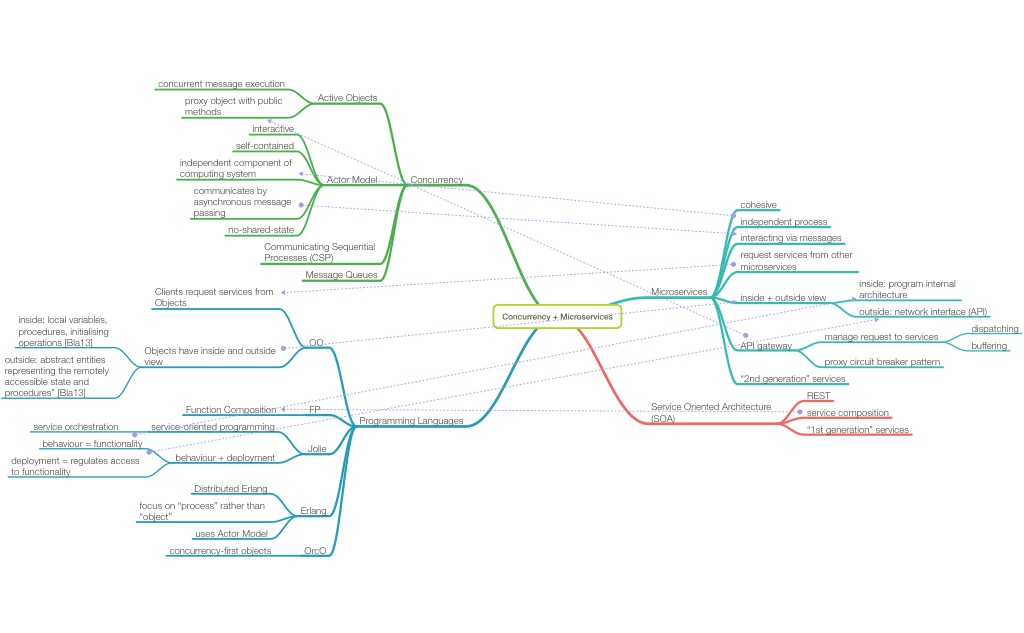 concurrent message execution
proxy object with public
methods
Active Objects
interactive
self-contained
independent component of
computing system
communicates by
asynchronous message
passing
no-shared-state
Actor Model
Communicating Sequential
Processes (CSP)
Message Queues
Concurrency
Clients request services from
Objects
inside: local variables,
procedures, initialising
operations [Bla13]
outside: abstract entities
representing the remotely
accessible state and
procedures" [Bla13]
Objects have inside and outside
view
OO
Function Composition
FP
service orchestration
service-oriented programming
behaviour = functionality
deployment = regulates access
to functionality
behaviour + deployment
Jolie
Distributed Erlang
focus on “process” rather than
“object”
uses Actor Model
Erlang
concurrency-first objects
OrcO
Programming Languages
Concurrency + Microservices
Microservices
cohesive
independent process
interacting via messages
request services from other
microservices
inside + outside view
inside: program internal
architecture
outside: network interface (API)
API gateway
manage request to services
dispatching
buffering
proxy circuit breaker pattern
“2nd generation” services
Service Oriented Architecture
(SOA)
REST
service composition
“1st generation” services